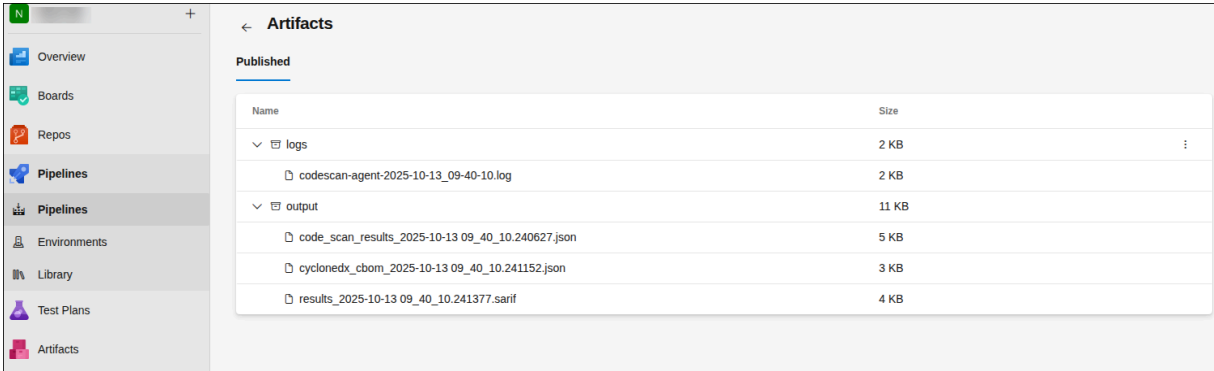 N
+
Overview
Boards
Repos
Pipelines
Pipelines
Environments
Library
Test Plans
Artifacts
← Artifacts
Published
Name Size
logs 2 KB
codescan-agent-2025-10-13_09-40-10.log 2 KB
output 11 KB
code_scan_results_2025-10-13 09_40_10.240627.json 5 KB
cyclonedx_cbom_2025-10-13 09_40_10.241152.json 3 KB
results_2025-10-13 09_40_10.241377.sarif 4 KB